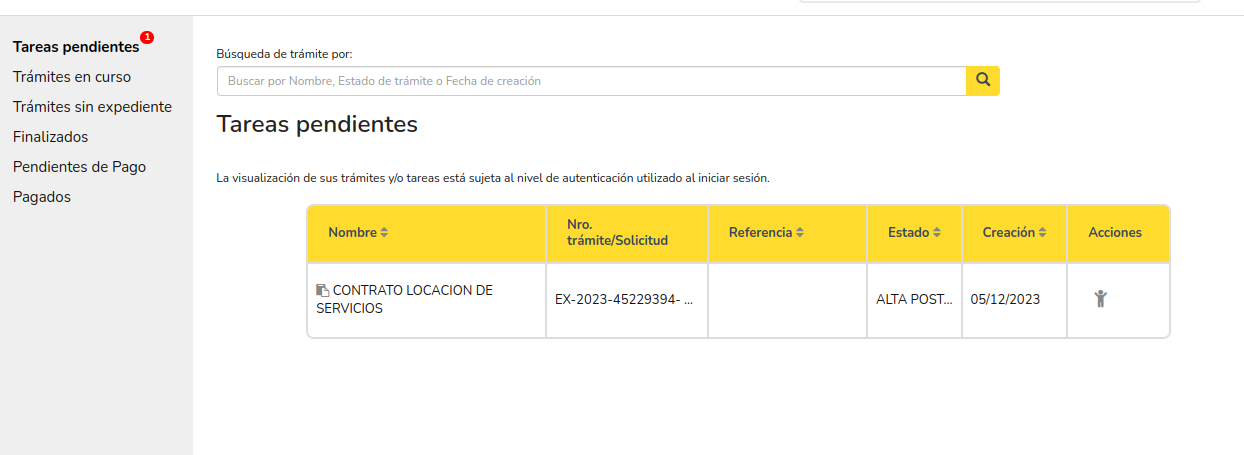 Tareas pendientes 1
Trámites en curso
Trámites sin expediente
Finalizados
Pendientes de Pago
Pagados
Búsqueda de trámite por:
Buscar por Nombre, Estado de trámite o Fecha de creación
Tareas pendientes
La visualización de sus trámites y/o tareas está sujeta al nivel de autenticación utilizado al iniciar sesión.
Nombre
Nro.
trámite/Solicitud
Referencia
Estado
Creación
Acciones
CONTRATO LOCACION DE
SERVICIOS
EX-2023-45229394- ...
ALTA POST...
05/12/2023